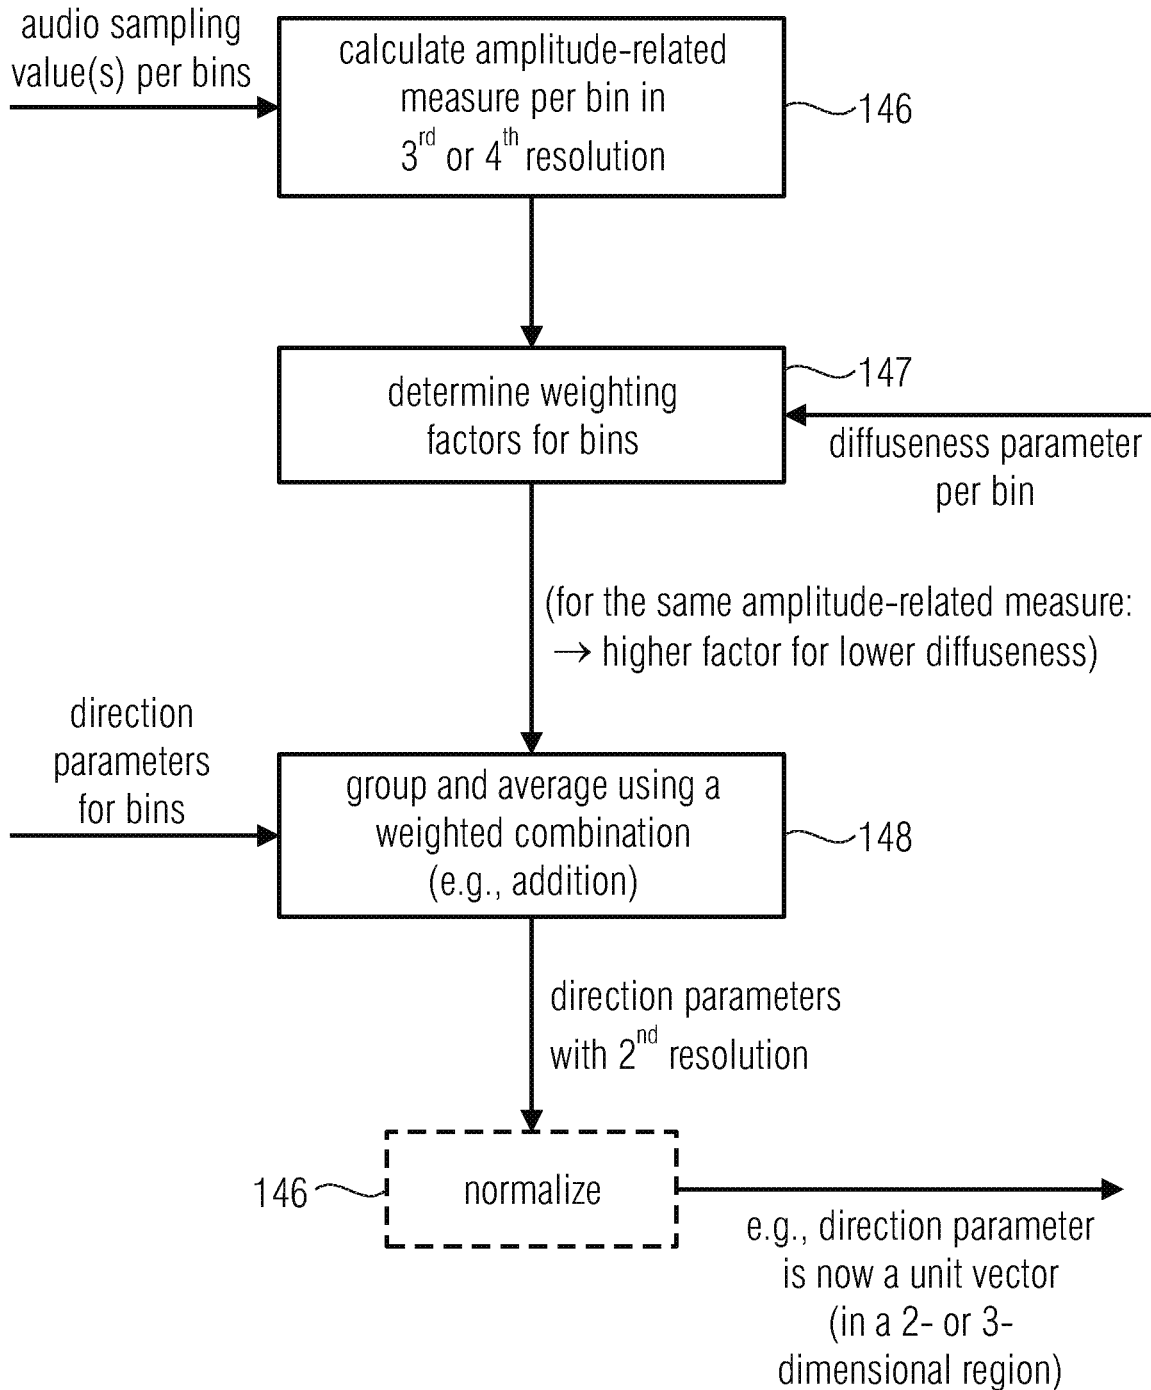 audio sampling
value(s) per bins
calculate amplitude-related
measure per bin in
3rd or 4th resolution
146
determine weighting
factors for bins
147
diffuseness parameter
per bin
(for the same amplitude-related measure:
→ higher factor for lower diffuseness)
direction
parameters
for bins
group and average using a
weighted combination
(e.g., addition)
148
direction parameters
with 2nd resolution
146
normalize
e.g., direction parameter
is now a unit vector
(in a 2- or 3-
dimensional region)